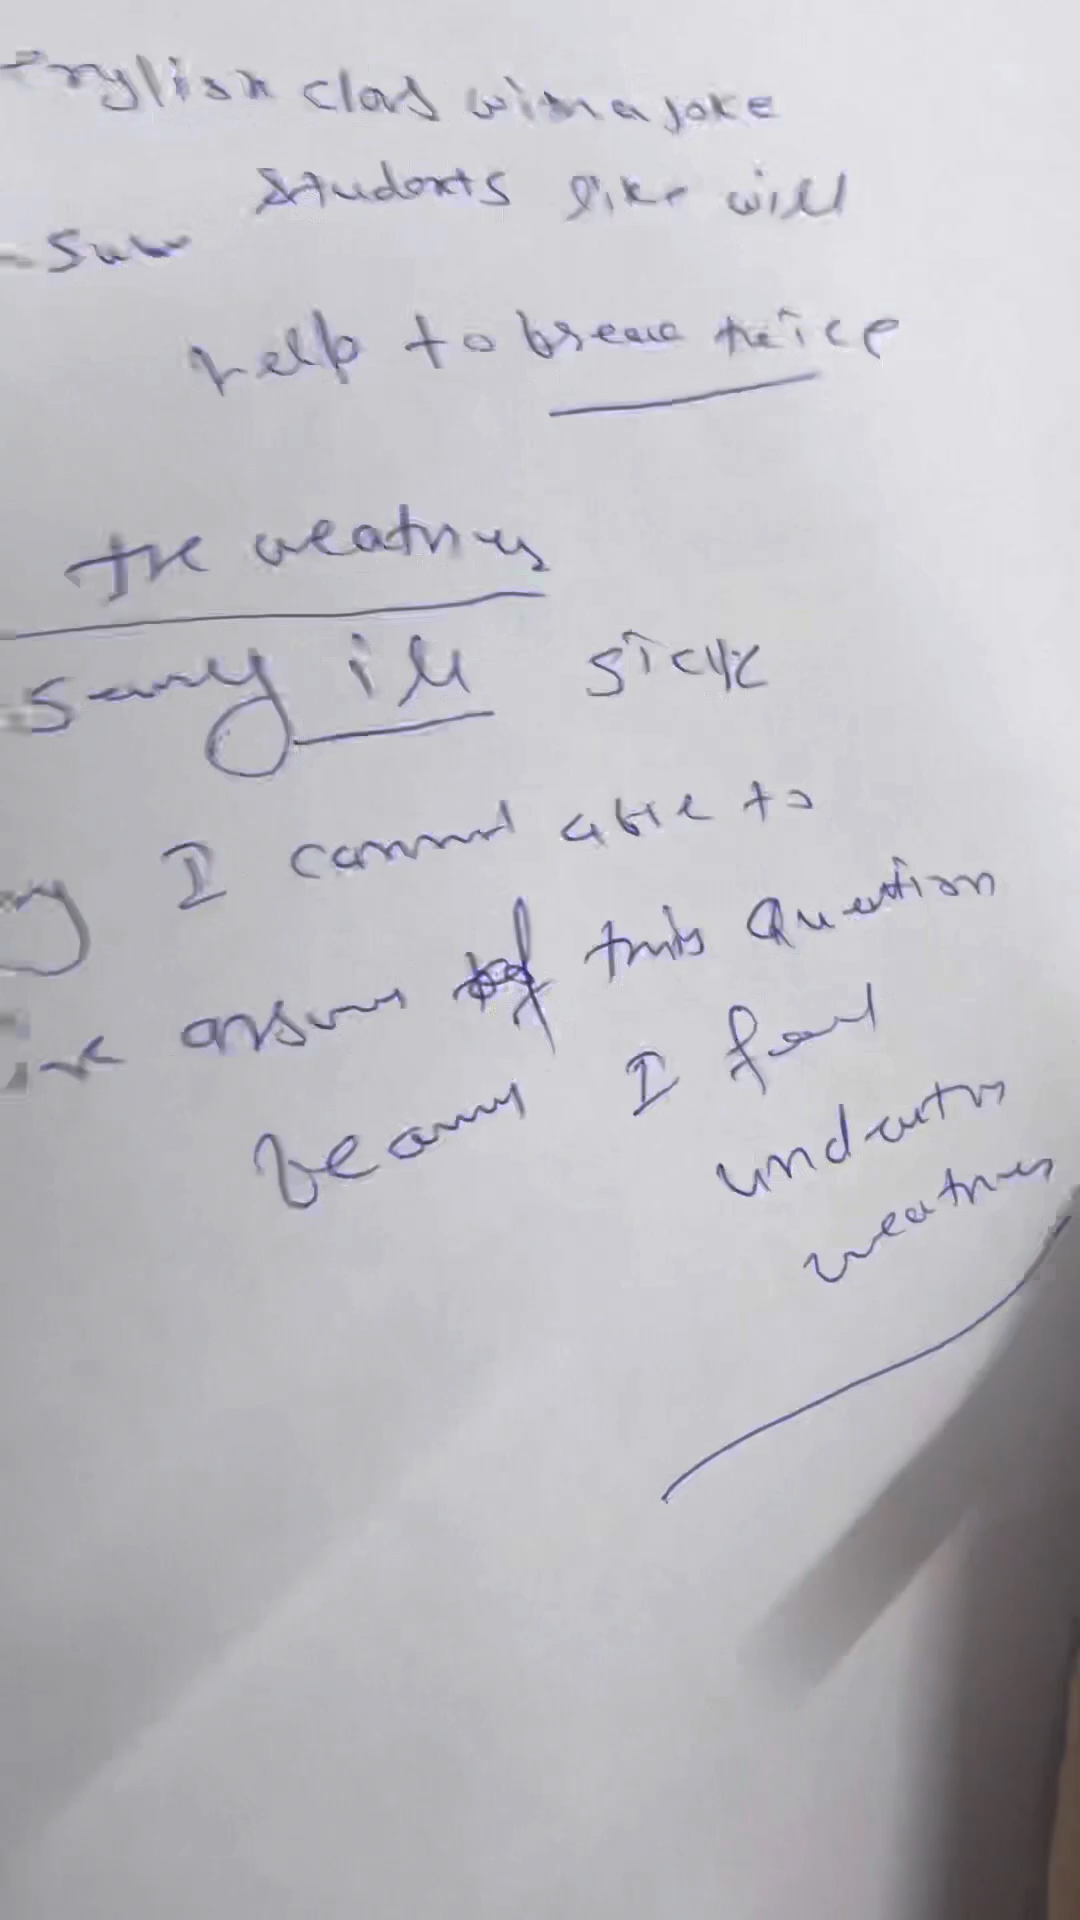 English class with a joke
students like will
help to break the ice
the weather
ill sick
I cannot able to
answer of this question
I feel
under the
weather